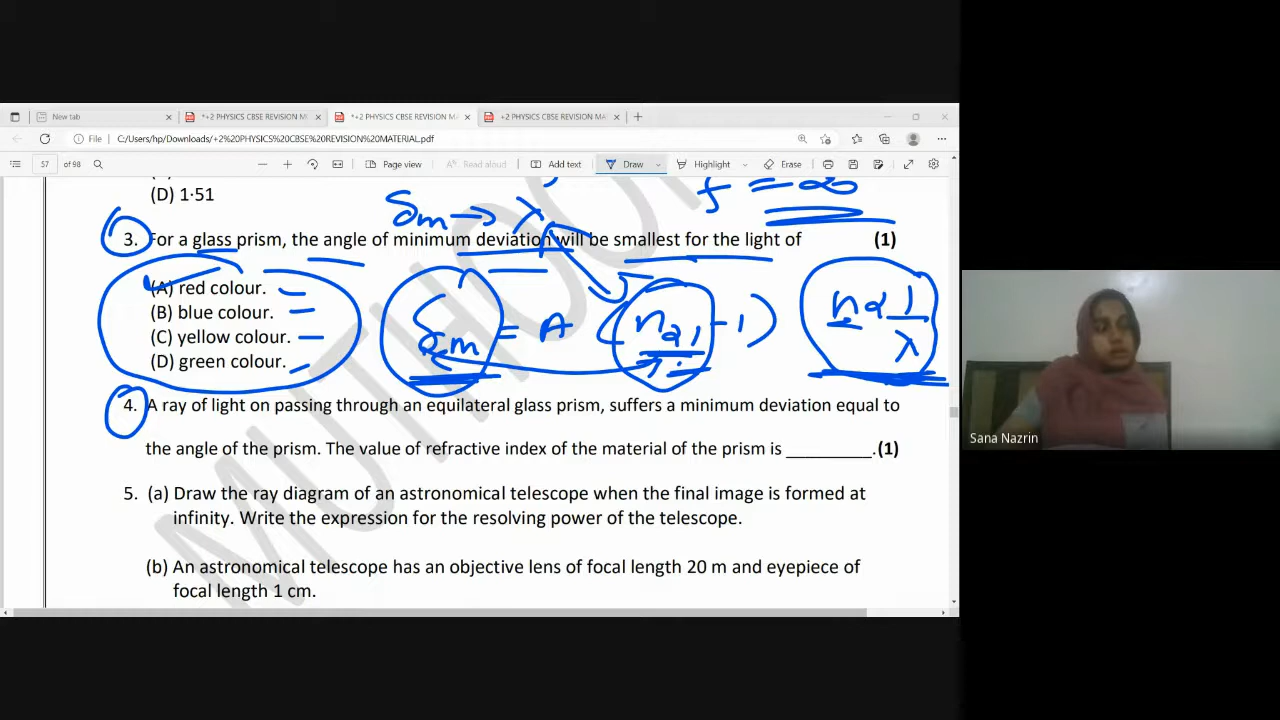 New tab
*+2 PHYSICS CBSE REVISION M
*+2 PHYSICS CBSE REVISION MA
+2 PHYSICS CBSE REVISION MAT
File
C:/Users/hp/Downloads/+2%20PHYSICS%20CBSE%20REVISION%20MATERIAL.pdf
57 of 98
Page view
Read aloud
Add text
Draw
Highlight
Erase
(D) 1·51
δm → λ
f = ∞
3. For a glass prism, the angle of minimum deviation will be smallest for the light of (1)
(A) red colour.
(B) blue colour.
(C) yellow colour.
(D) green colour.
δm = A (n21 - 1)
n α 1/λ
4. A ray of light on passing through an equilateral glass prism, suffers a minimum deviation equal to
the angle of the prism. The value of refractive index of the material of the prism is _________.(1)
5. (a) Draw the ray diagram of an astronomical telescope when the final image is formed at
infinity. Write the expression for the resolving power of the telescope.
(b) An astronomical telescope has an objective lens of focal length 20 m and eyepiece of
focal length 1 cm.
Sana Nazrin